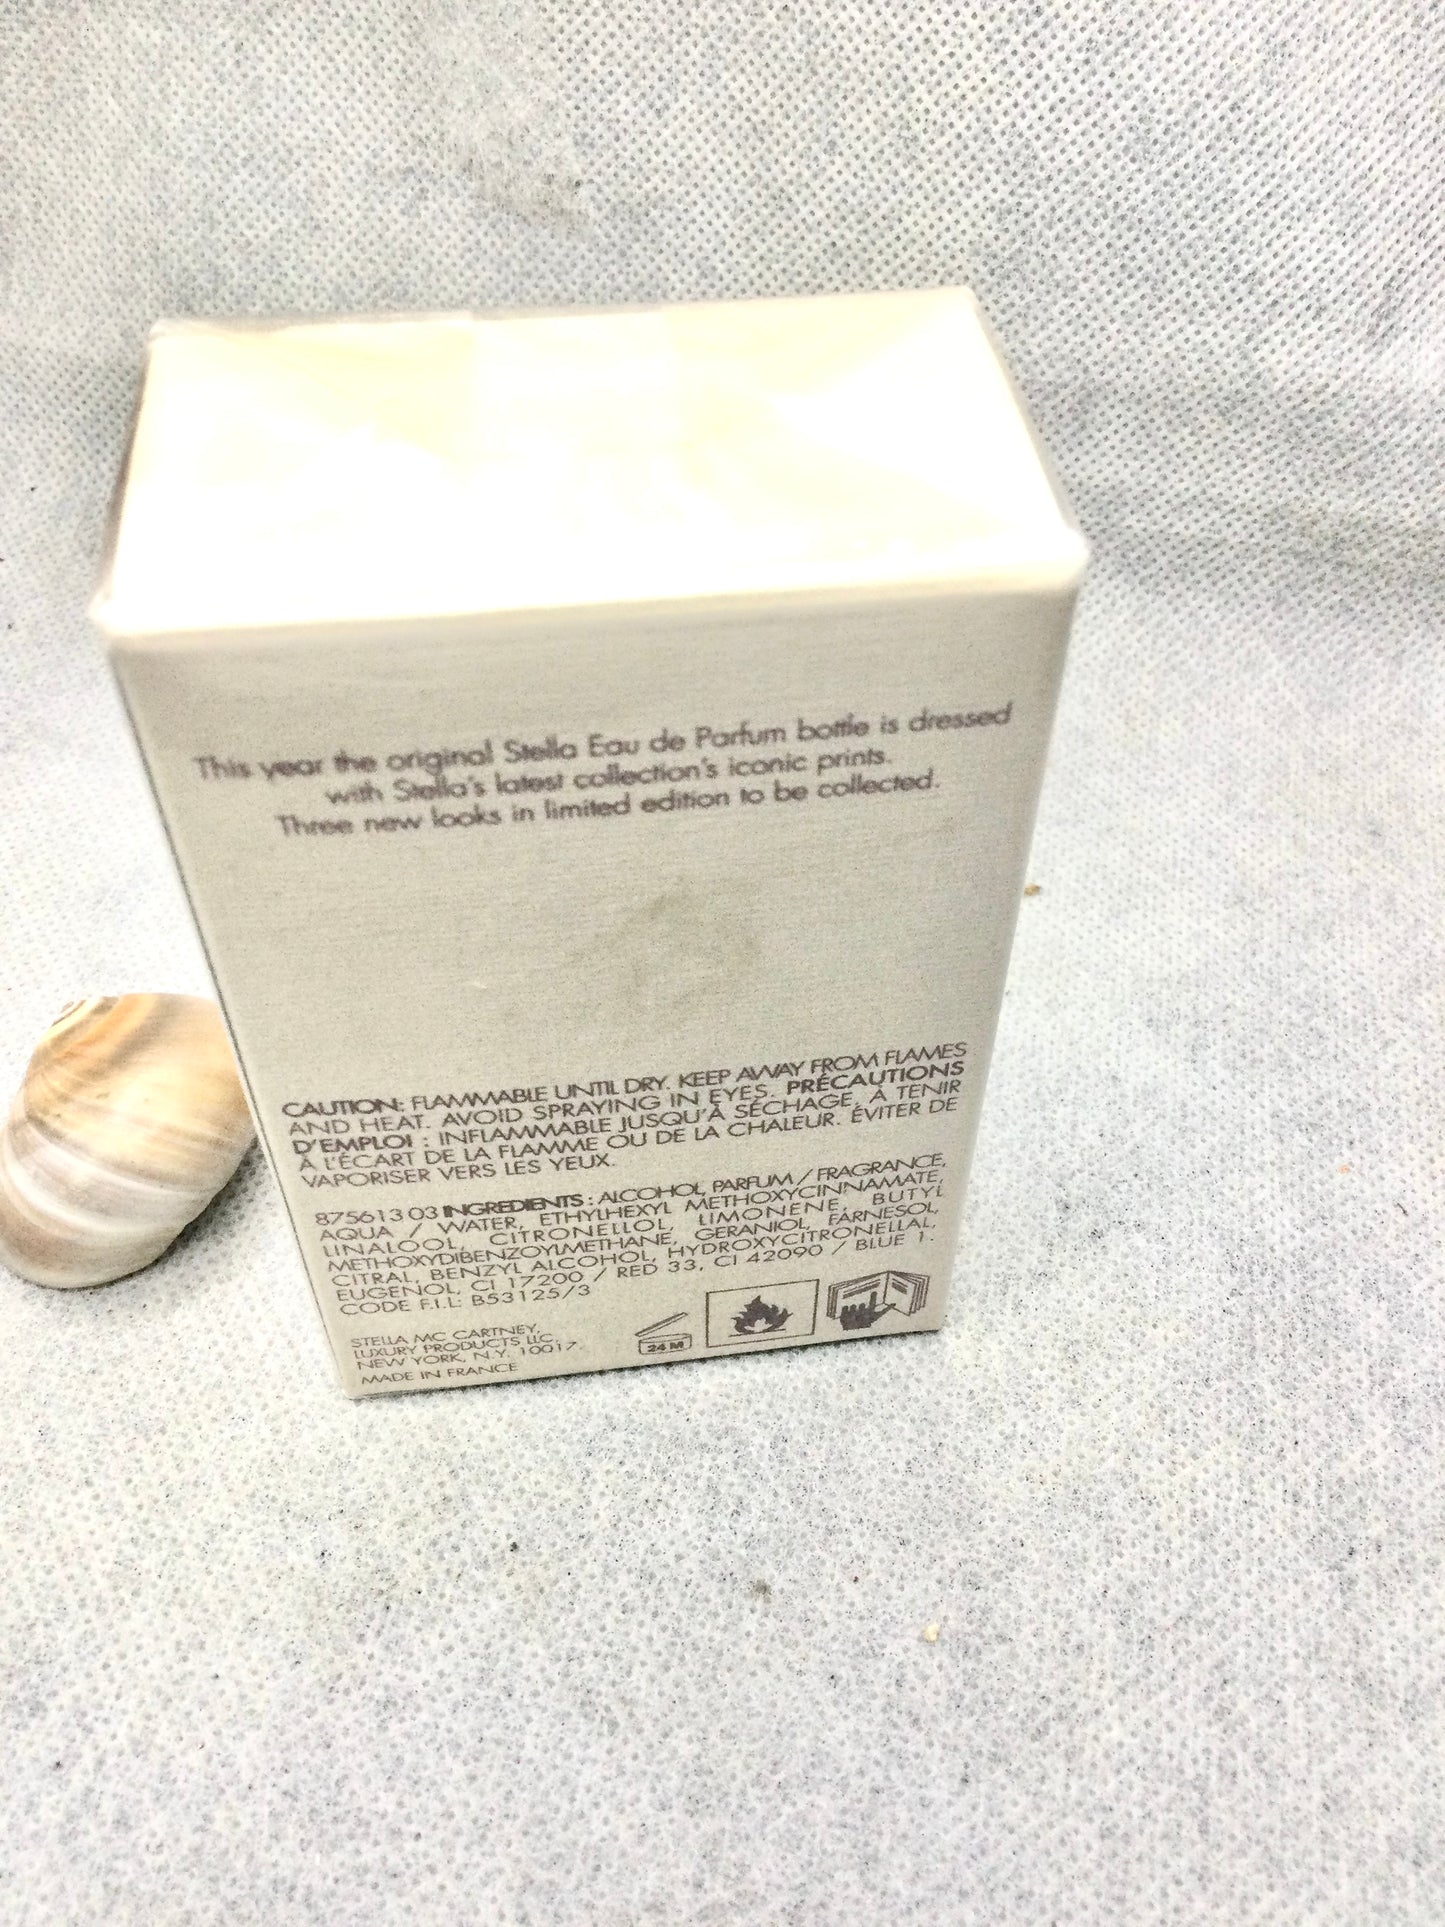 This year the original Stella Eau de Parfum bottle is dressed
with Stella's latest collection's iconic prints.
Three new looks in limited edition to be collected.
CAUTION: FLAMMABLE UNTIL DRY. KEEP AWAY FROM FLAMES
AND HEAT. AVOID SPRAYING IN EYES. PRÉCAUTIONS
D'EMPLOI : INFLAMMABLE JUSQU'À SÉCHAGE. À TENIR
À L'ÉCART DE LA FLAMME OU DE LA CHALEUR. ÉVITER DE
VAPORISER VERS LES YEUX.
875613 03 INGREDIENTS : ALCOHOL, PARFUM / FRAGRANCE,
AQUA / WATER, ETHYLHEXYL METHOXYCINNAMATE,
LINALOOL, CITRONELLOL, LIMONENE, BUTYL
METHOXYDIBENZOYLMETHANE, GERANIOL, FARNESOL,
CITRAL, BENZYL ALCOHOL, HYDROXYCITRONELLAL,
EUGENOL, CI 17200 / RED 33, CI 42090 / BLUE 1.
CODE F.I.L: B53125/3
STELLA MC CARTNEY,
LUXURY PRODUCTS LLC,
NEW YORK, N.Y. 10017.
MADE IN FRANCE
24 M